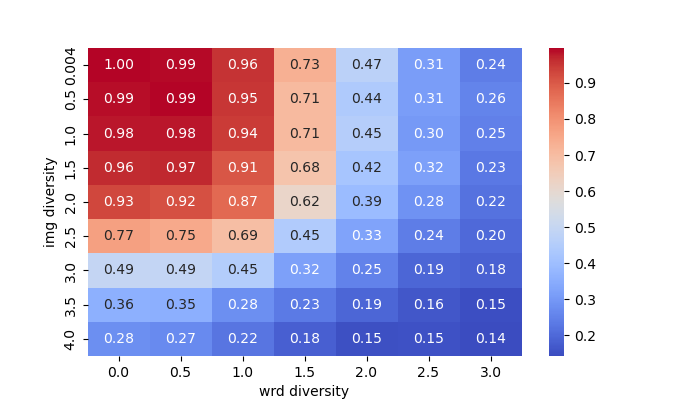 0.004 1.00 0.99 0.96 0.73 0.47 0.31 0.24
0.5 0.99 0.99 0.95 0.71 0.44 0.31 0.26
1.0 0.98 0.98 0.94 0.71 0.45 0.30 0.25
1.5 0.96 0.97 0.91 0.68 0.42 0.32 0.23
2.0 0.93 0.92 0.87 0.62 0.39 0.28 0.22
2.5 0.77 0.75 0.69 0.45 0.33 0.24 0.20
3.0 0.49 0.49 0.45 0.32 0.25 0.19 0.18
3.5 0.36 0.35 0.28 0.23 0.19 0.16 0.15
4.0 0.28 0.27 0.22 0.18 0.15 0.15 0.14
0.0 0.5 1.0 1.5 2.0 2.5 3.0
wrd diversity
img diversity
0.9
0.8
0.7
0.6
0.5
0.4
0.3
0.2